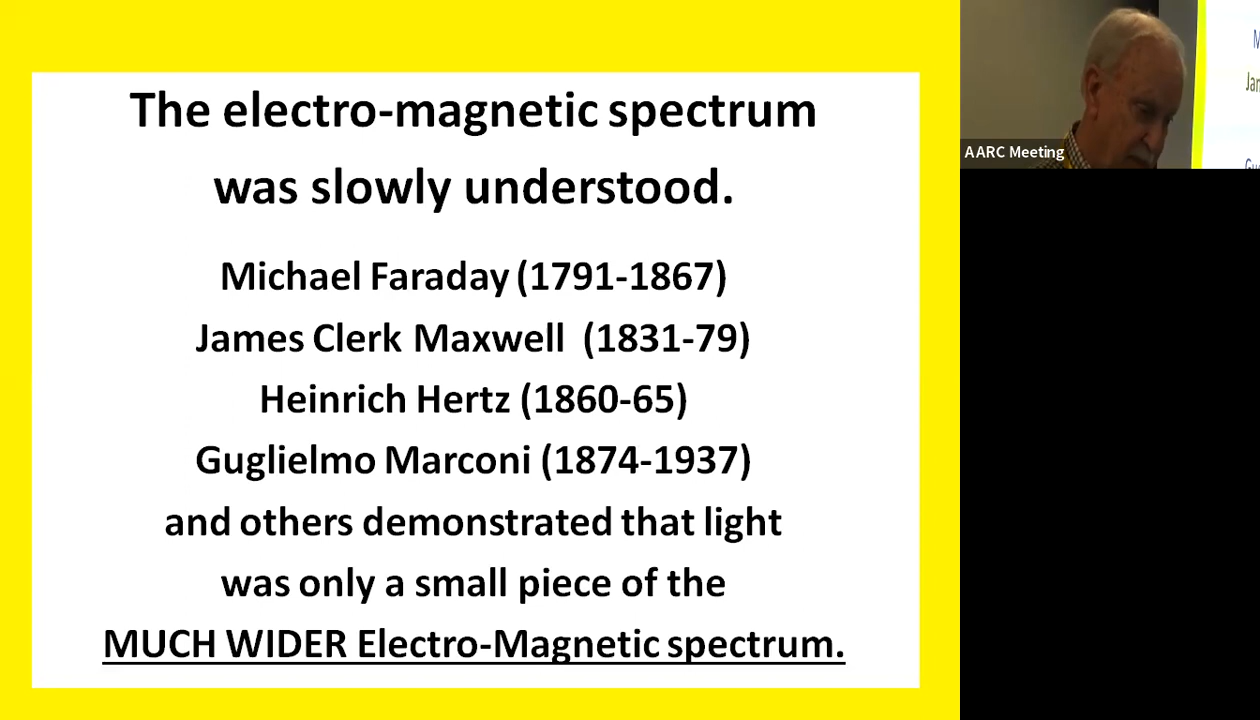 The electro-magnetic spectrum
was slowly understood.
Michael Faraday (1791-1867)
James Clerk Maxwell (1831-79)
Heinrich Hertz (1860-65)
Guglielmo Marconi (1874-1937)
and others demonstrated that light
was only a small piece of the
MUCH WIDER Electro-Magnetic spectrum.
AARC Meeting